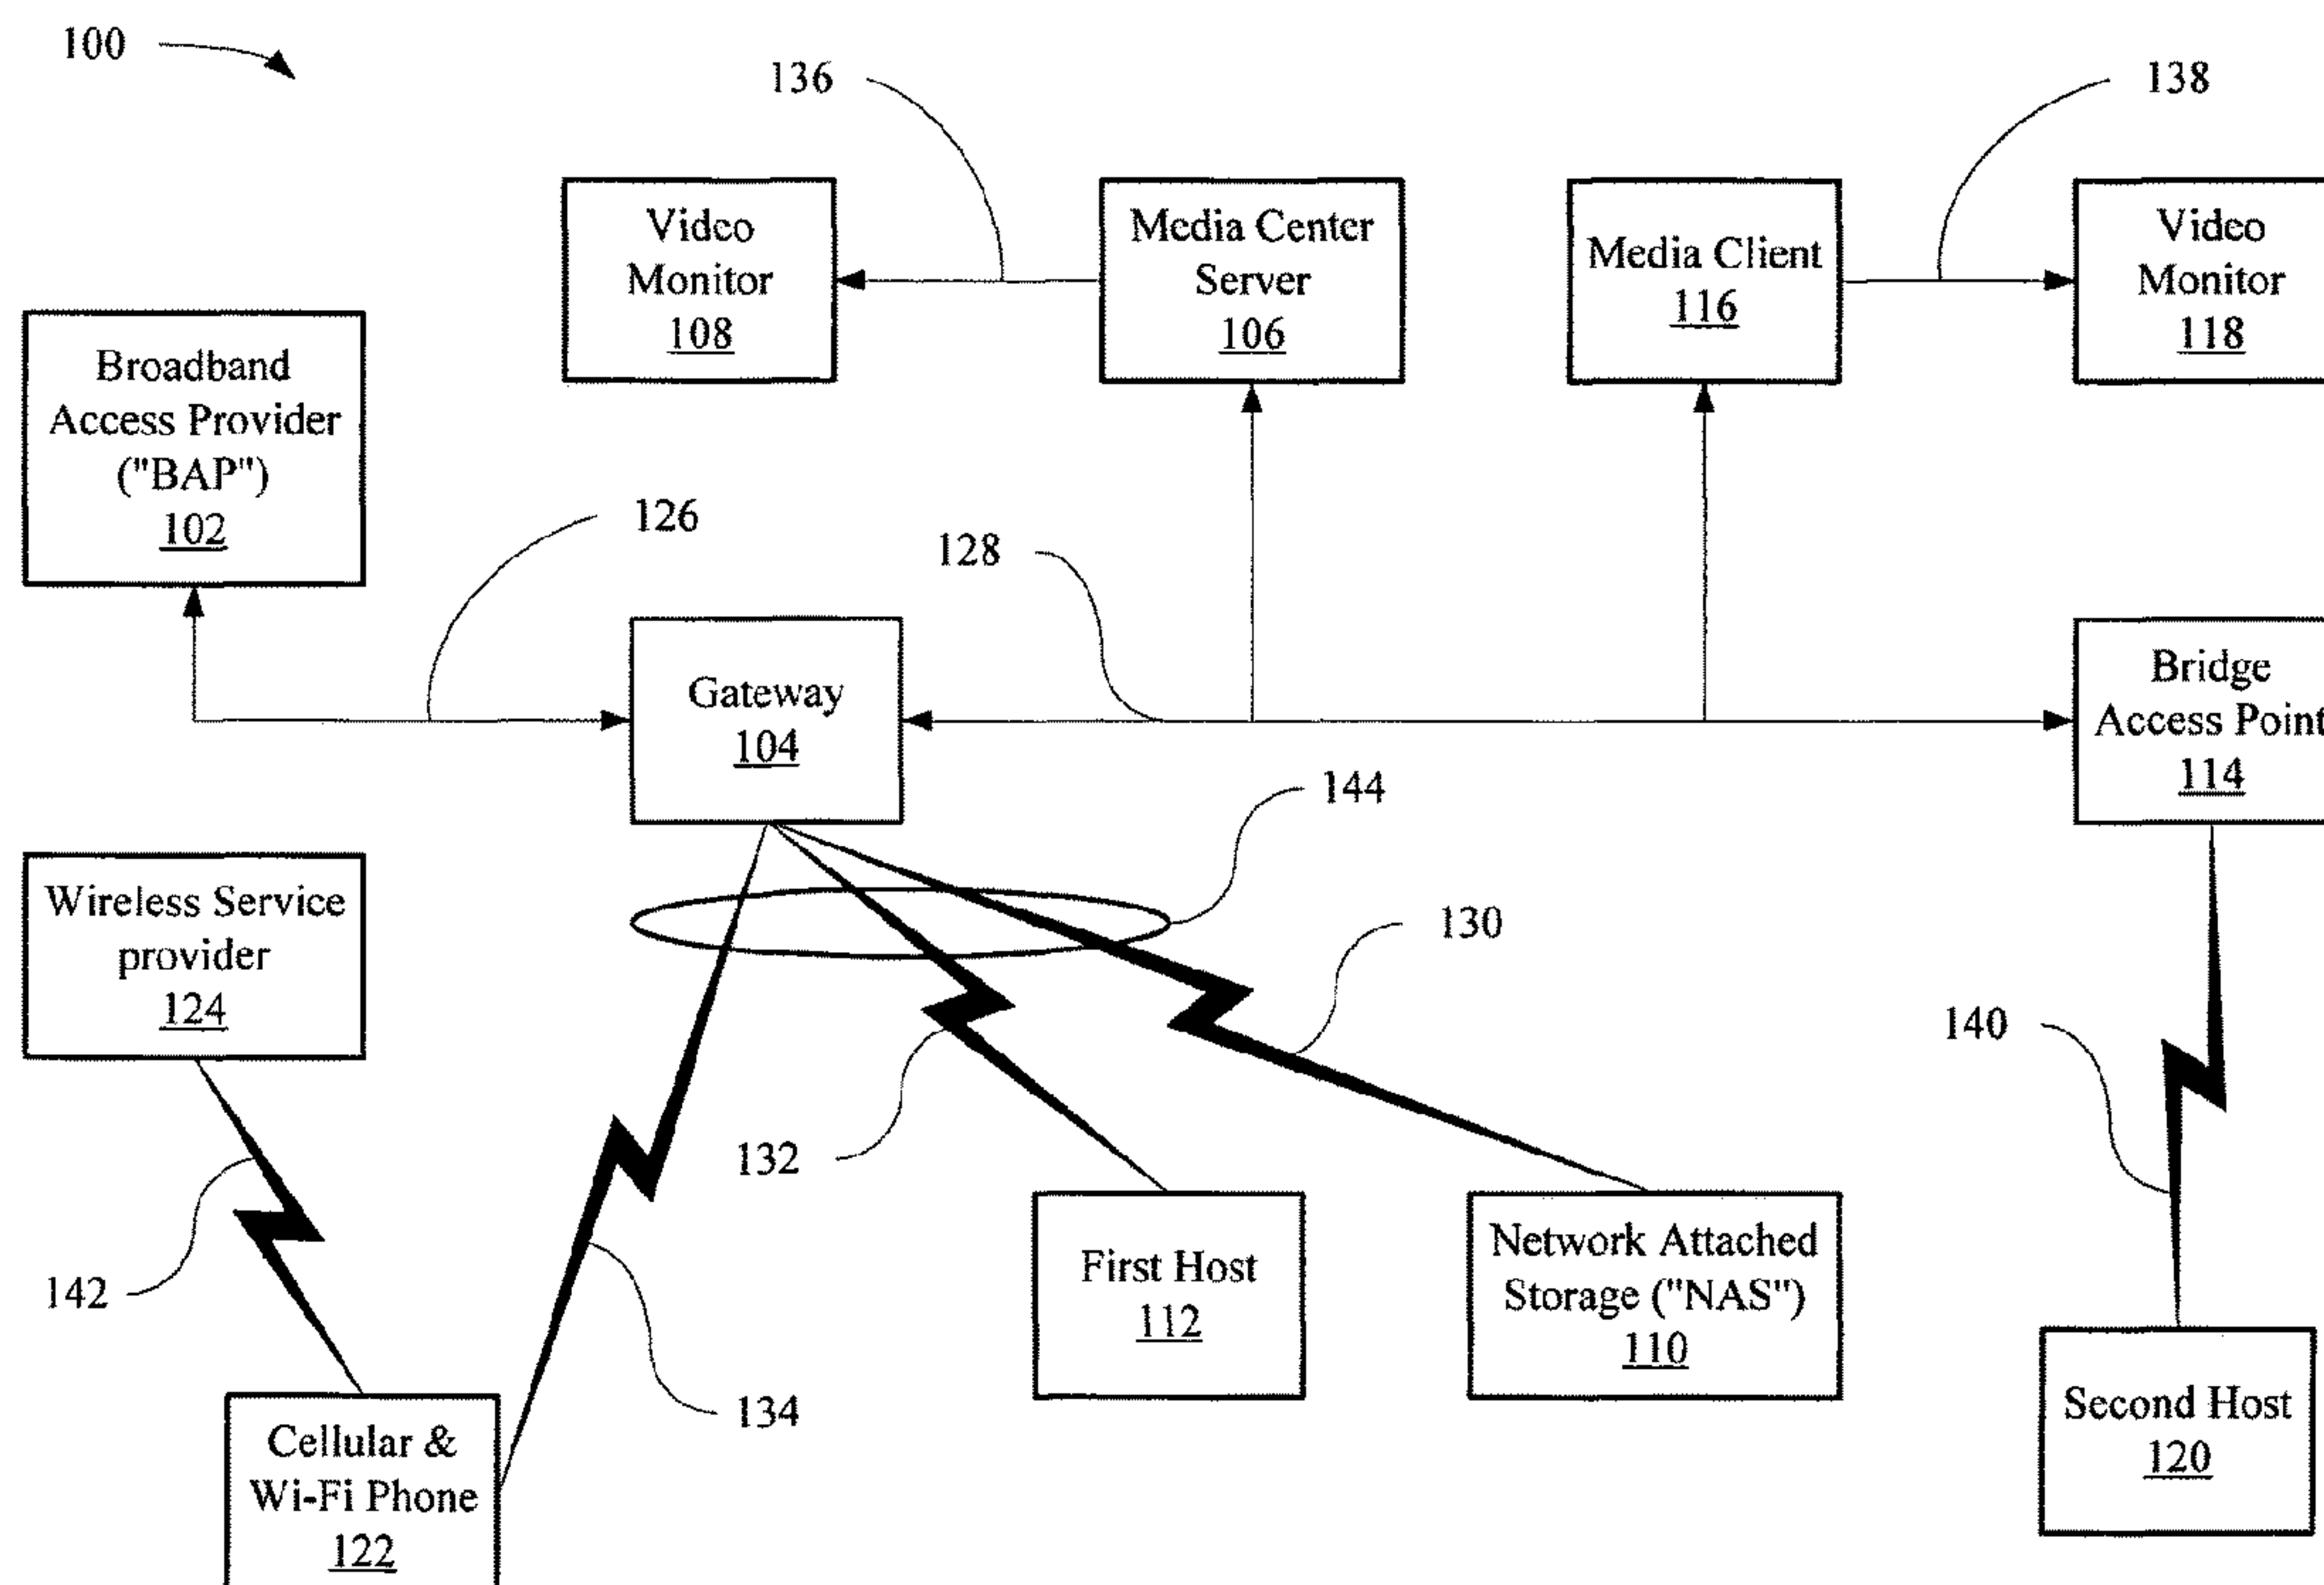 100
136
138
Video
Monitor
108
Media Center
Server
106
Media Client
116
Video
Monitor
118
Broadband
Access Provider
("BAP")
102
126
128
Gateway
104
Bridge
Access Point
114
144
Wireless Service
provider
124
130
140
132
142
134
First Host
112
Network Attached
Storage ("NAS")
110
Second Host
120
Cellular &
Wi-Fi Phone
122